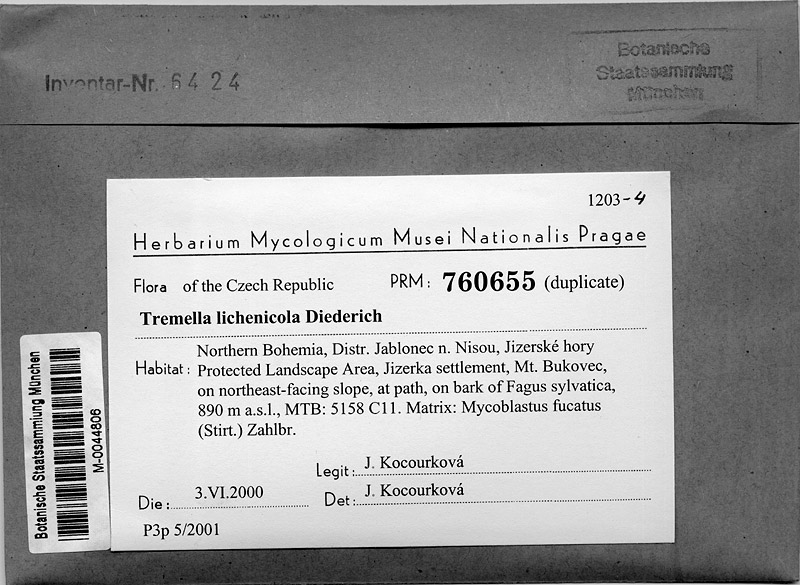 Inventar-Nr. 6424
Botanische
Staatssammlung
München
1203-4
Herbarium Mycologicum Musei Nationalis Pragae
Flora of the Czech Republic PRM: 760655 (duplicate)
Tremella lichenicola Diederich
Habitat: Northern Bohemia, Distr. Jablonec n. Nisou, Jizerské hory
Protected Landscape Area, Jizerka settlement, Mt. Bukovec,
on northeast-facing slope, at path, on bark of Fagus sylvatica,
890 m a.s.l., MTB: 5158 C11. Matrix: Mycoblastus fucatus
(Stirt.) Zahlbr.
Legit: J. Kocourková
Die: 3.VI.2000 Det: J. Kocourková
P3p 5/2001
Botanische Staatssammlung München
M-0044806